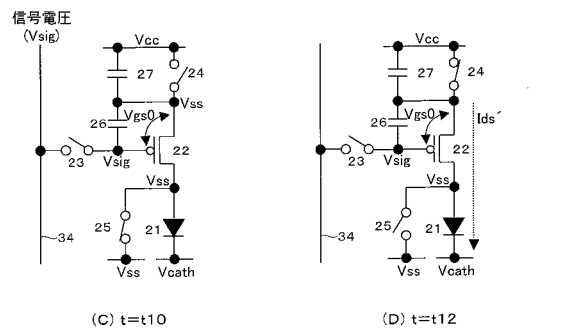 信号電圧
(Vsig)
Vcc
27
24
Vss
Vgs0
26
22
23
Vsig
Vss
25
21
34
Vss
Vcath
(C) t=t10
Vcc
27
24
Vgs0
Ids´
26
22
23
Vsig
Vss
25
21
34
Vss
Vcath
(D) t=t12